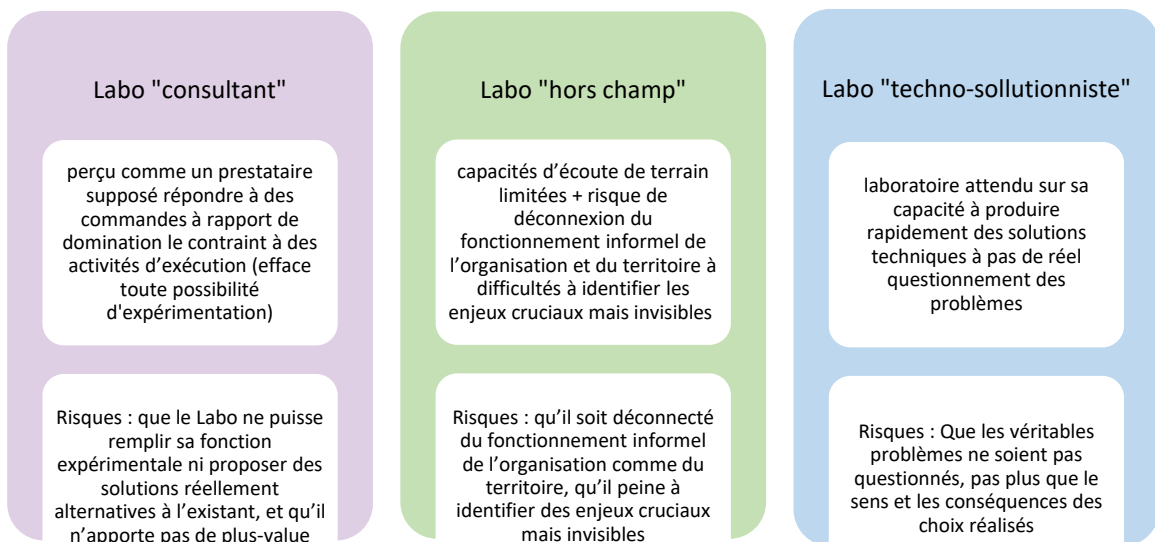 Labo "consultant"
perçu comme un prestataire
supposé répondre à des
commandes à rapport de
domination le contraint à des
activités d’exécution (efface
toute possibilité
d'expérimentation)
Risques : que le Labo ne puisse
remplir sa fonction
expérimentale ni proposer des
solutions réellement
alternatives à l’existant, et qu’il
n’apporte pas de plus-value
Labo "hors champ"
capacités d’écoute de terrain
limitées + risque de
déconnexion du
fonctionnement informel de
l’organisation et du territoire à
difficultés à identifier les
enjeux cruciaux mais invisibles
Risques : qu’il soit déconnecté
du fonctionnement informel
de l’organisation comme du
territoire, qu’il peine à
identifier des enjeux cruciaux
mais invisibles
Labo "techno-sollutionniste"
laboratoire attendu sur sa
capacité à produire
rapidement des solutions
techniques à pas de réel
questionnement des
problèmes
Risques : Que les véritables
problèmes ne soient pas
questionnés, pas plus que le
sens et les conséquences des
choix réalisés